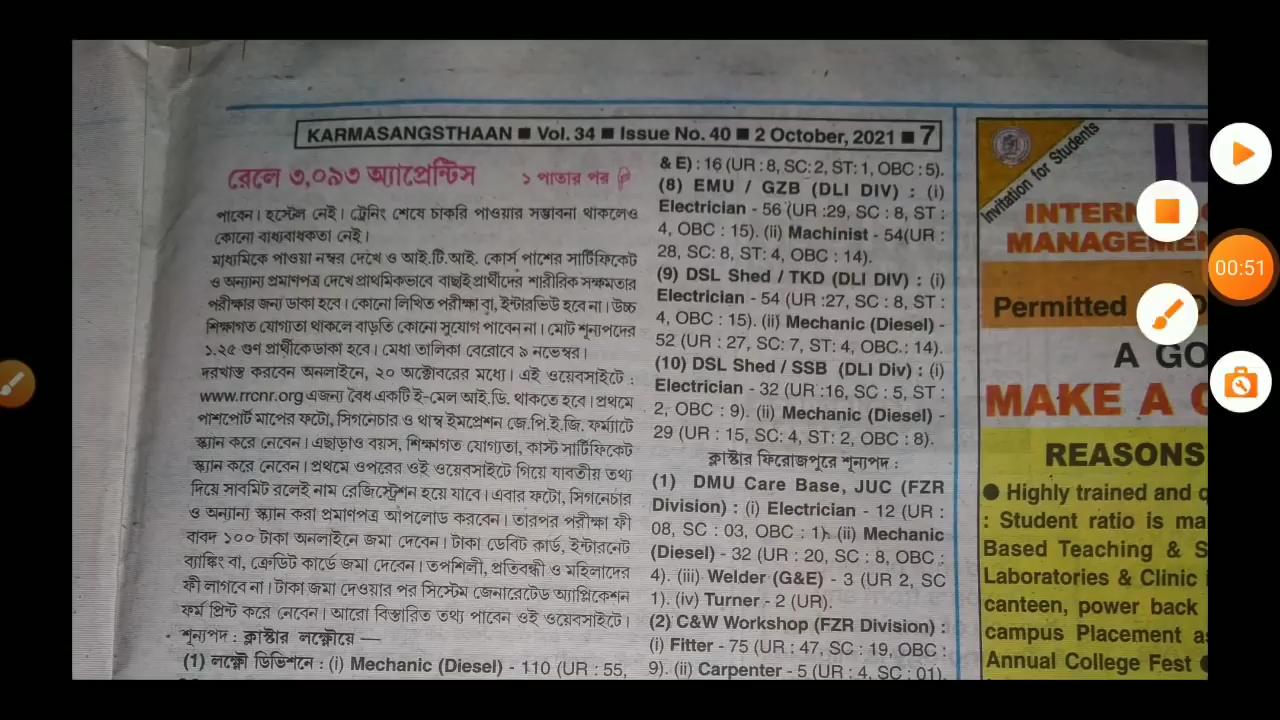 KARMASANGSTHAAN ■ Vol. 34 ■ Issue No. 40 ■ 2 October, 2021 ■ 7
রেলে ৩,০৯৩ অ্যাপ্রেন্টিস
১ পাতার পর
পাবেন। হস্টেল নেই। ট্রেনিং শেষে চাকরি পাওয়ার সম্ভাবনা থাকলেও
কোনো বাধ্যবাধকতা নেই।
মাধ্যমিকে পাওয়া নম্বর দেখে ও আই.টি.আই. কোর্স পাশের সার্টিফিকেট
ও অন্যান্য প্রমাণপত্র দেখে প্রাথমিকভাবে বাছাই প্রার্থীদের শারীরিক সক্ষমতার
পরীক্ষার জন্য ডাকা হবে। কোনো লিখিত পরীক্ষা বা, ইন্টারভিউ হবে না। উচ্চ
শিক্ষাগত যোগ্যতা থাকলে বাড়তি কোনো সুযোগ পাবেন না। মোট শূন্যপদের
১.২৫ গুণ প্রার্থীকে ডাকা হবে। মেধা তালিকা বেরোবে ৯ নভেম্বর।
দরখাস্ত করবেন অনলাইনে, ২০ অক্টোবরের মধ্যে। এই ওয়েবসাইটে :
www.rrcnr.org এজন্য বৈধ একটি ই-মেল আই.ডি. থাকতে হবে। প্রথমে
পাশপোর্ট মাপের ফটো, সিগনেচার ও থাম্ব ইমপ্রেশন জে.পি.ই.জি. ফর্ম্যাটে
স্ক্যান করে নেবেন। এছাড়াও বয়স, শিক্ষাগত যোগ্যতা, কাস্ট সার্টিফিকেট
স্ক্যান করে নেবেন। প্রথমে ওপরের ওই ওয়েবসাইটে গিয়ে যাবতীয় তথ্য
দিয়ে সাবমিট করলেই নাম রেজিস্ট্রেশন হয়ে যাবে। এবার ফটো, সিগনেচার
ও অন্যান্য স্ক্যান করা প্রমাণপত্র আপলোড করবেন। তারপর পরীক্ষা ফী
বাবদ ১০০ টাকা অনলাইনে জমা দেবেন। টাকা ডেবিট কার্ড, ইন্টারনেট
ব্যাঙ্কিং বা, ক্রেডিট কার্ডে জমা দেবেন। তপশিলী, প্রতিবন্ধী ও মহিলাদের
ফী লাগবে না। টাকা জমা দেওয়ার পর সিস্টেম জেনারেটেড অ্যাপ্লিকেশন
ফর্ম প্রিন্ট করে নেবেন। আরো বিস্তারিত তথ্য পাবেন ওই ওয়েবসাইটে।
শূন্যপদ : ক্লাস্টার লক্ষ্ণৌয়ে —
(1) লক্ষ্ণৌ ডিভিশনে : (i) Mechanic (Diesel) - 110 (UR : 55,
& E) : 16 (UR : 8, SC: 2, ST: 1, OBC : 5).
(8) EMU / GZB (DLI DIV) : (i)
Electrician - 56 (UR :29, SC : 8, ST :
4, OBC : 15). (ii) Machinist - 54(UR :
28, SC: 8, ST: 4, OBC : 14).
(9) DSL Shed / TKD (DLI DIV) : (i)
Electrician - 54 (UR :27, SC : 8, ST :
4, OBC : 15). (ii) Mechanic (Diesel) -
52 (UR : 27, SC: 7, ST: 4, OBC.: 14).
(10) DSL Shed / SSB (DLI Div) : (i)
Electrician - 32 (UR :16, SC : 5, ST :
2, OBC : 9). (ii) Mechanic (Diesel) -
29 (UR : 15, SC: 4, ST: 2, OBC : 8).
ক্লাস্টার ফিরোজপুরে শূন্যপদ :
(1) DMU Care Base, JUC (FZR
Division) : (i) Electrician - 12 (UR :
08, SC : 03, OBC : 1). (ii) Mechanic
(Diesel) - 32 (UR : 20, SC : 8, OBC :
4). (iii) Welder (G&E) - 3 (UR 2, SC
1). (iv) Turner - 2 (UR).
(2) C&W Workshop (FZR Division) :
(i) Fitter - 75 (UR : 47, SC : 19, OBC :
9). (ii) Carpenter - 5 (UR : 4, SC : 01).
Invitation for Students
INTERN
MANAGEMEN
Permitted
A GO
MAKE A
REASONS
● Highly trained and q
: Student ratio is ma
Based Teaching & S
Laboratories & Clinic
canteen, power back
campus Placement as
Annual College Fest ●
00:51